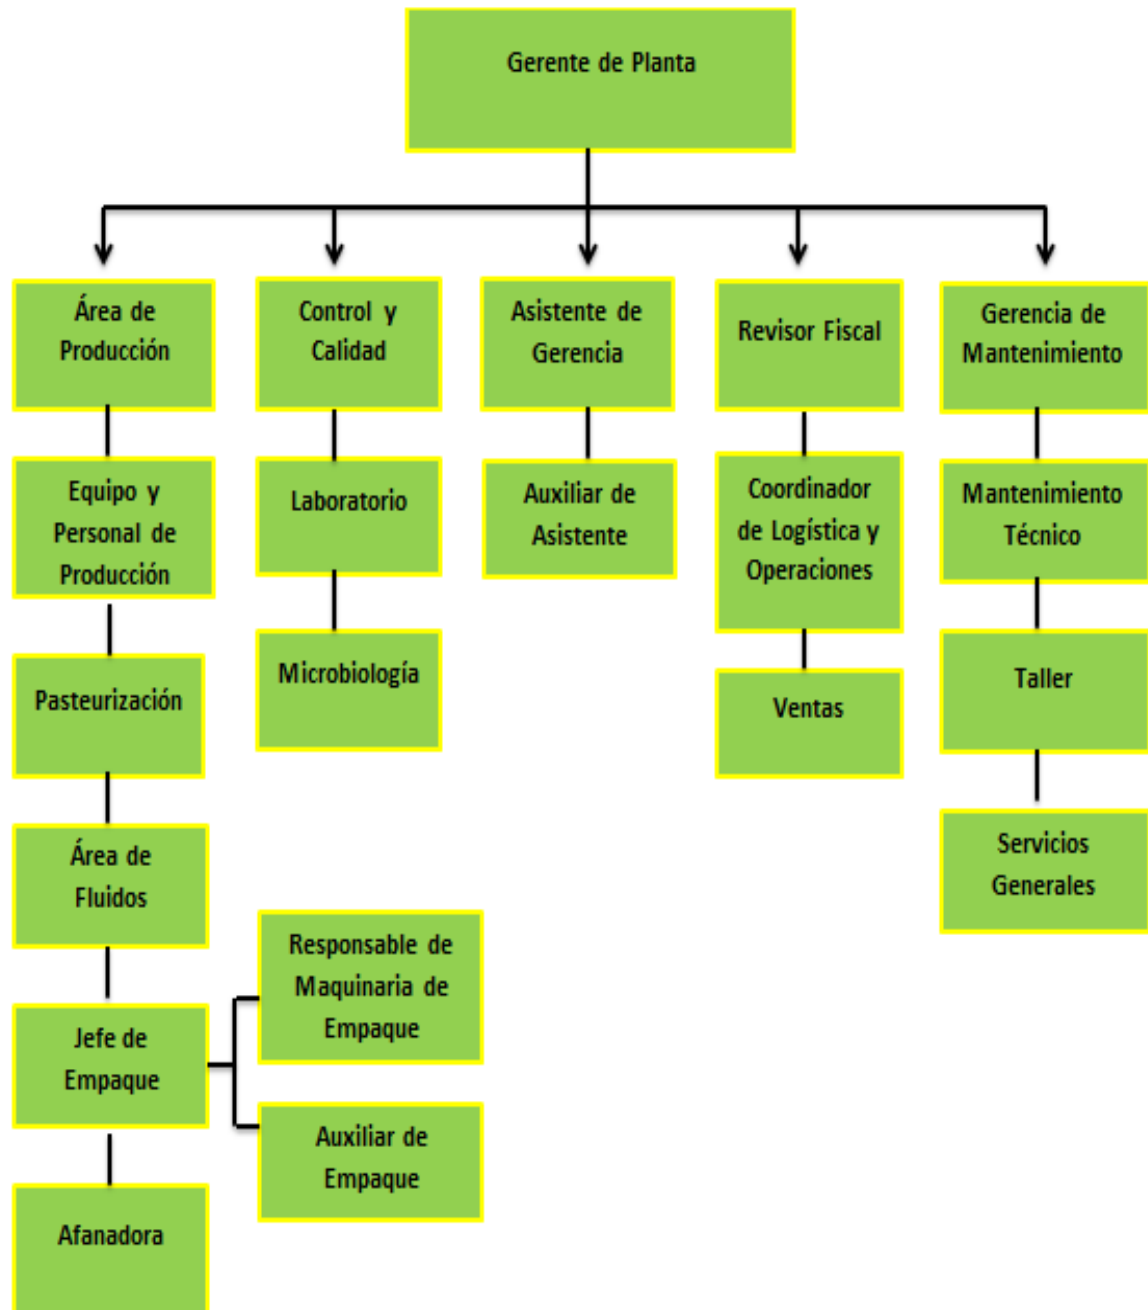 Gerente de Planta
Área de
Producción
Control y
Calidad
Asistente de
Gerencia
Revisor Fiscal
Gerencia de
Mantenimiento
Equipo y
Personal de
Producción
Laboratorio
Auxiliar de
Asistente
Coordinador
de Logística y
Operaciones
Mantenimiento
Técnico
Pasteurización
Microbiología
Ventas
Taller
Área de
Fluidos
Servicios
Generales
Jefe de
Empaque
Responsable de
Maquinaria de
Empaque
Auxiliar de
Empaque
Afanadora